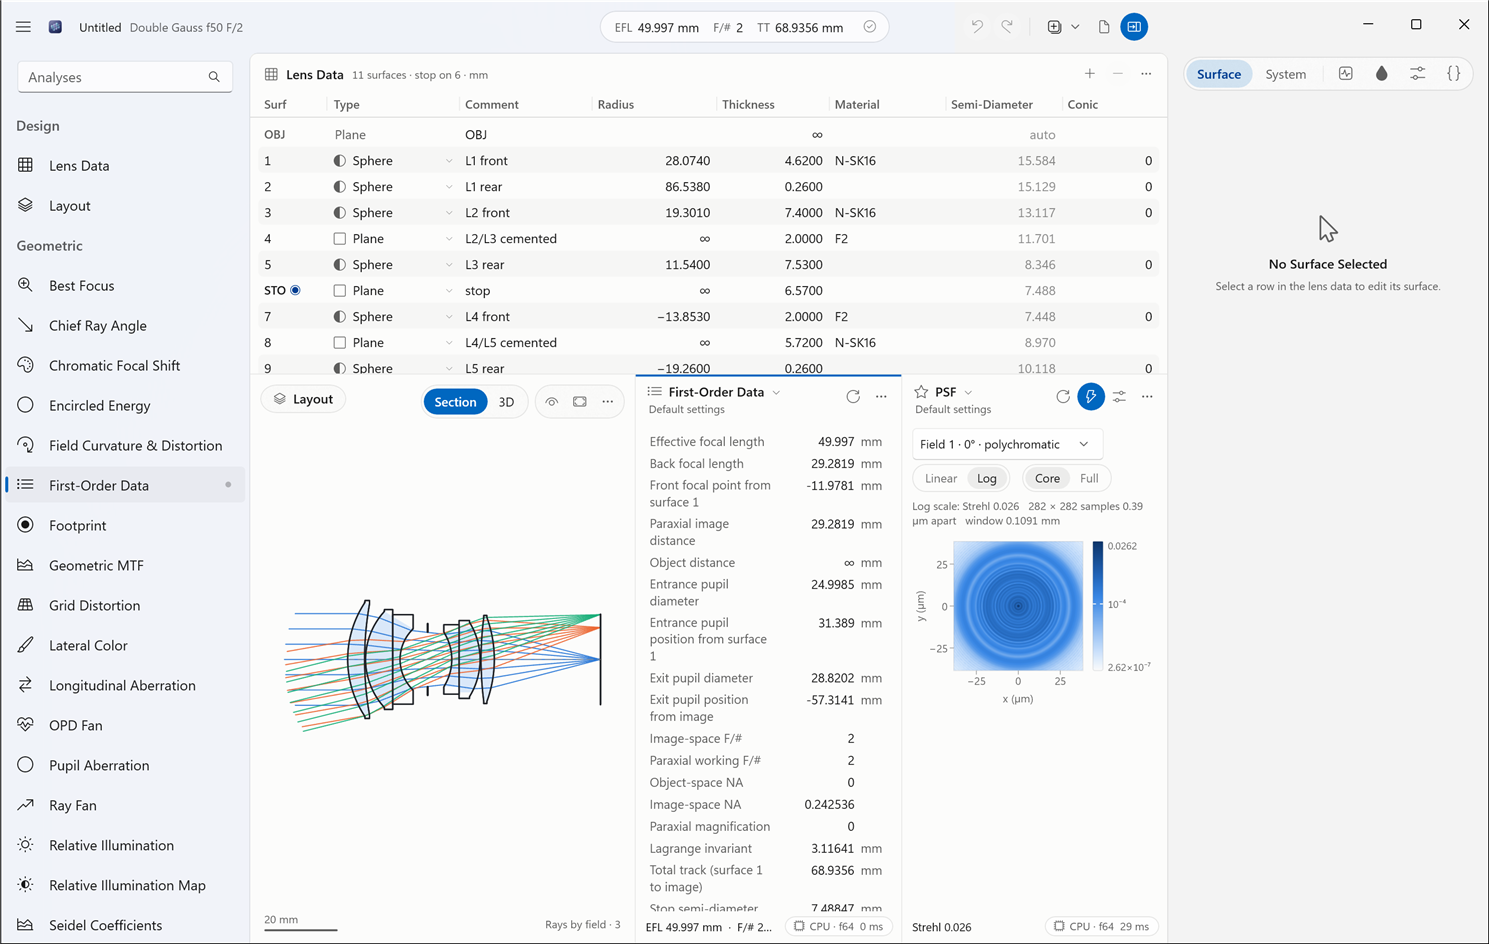 Untitled Double Gauss f50 F/2
EFL 49.997 mm F/# 2 TT 68.9356 mm
Analyses
Design
Lens Data
Layout
Geometric
Best Focus
Chief Ray Angle
Chromatic Focal Shift
Encircled Energy
Field Curvature & Distortion
First-Order Data
Footprint
Geometric MTF
Grid Distortion
Lateral Color
Longitudinal Aberration
OPD Fan
Pupil Aberration
Ray Fan
Relative Illumination
Relative Illumination Map
Seidel Coefficients
Lens Data 11 surfaces · stop on 6 · mm
Surf Type Comment Radius Thickness Material Semi-Diameter Conic
OBJ Plane OBJ ∞ auto
1 Sphere L1 front 28.0740 4.6200 N-SK16 15.584 0
2 Sphere L1 rear 86.5380 0.2600 15.129 0
3 Sphere L2 front 19.3010 7.4000 N-SK16 13.117 0
4 Plane L2/L3 cemented ∞ 2.0000 F2 11.701
5 Sphere L3 rear 11.5400 7.5300 8.346 0
STO Plane stop ∞ 6.5700 7.488
7 Sphere L4 front −13.8530 2.0000 F2 7.448 0
8 Plane L4/L5 cemented ∞ 5.7200 N-SK16 8.970
9 Sphere L5 rear −19.2600 0.2600 10.118 0
Layout
Section 3D
20 mm
Rays by field · 3
First-Order Data
Default settings
Effective focal length 49.997 mm
Back focal length 29.2819 mm
Front focal point from -11.9781 mm
surface 1
Paraxial image 29.2819 mm
distance
Object distance ∞ mm
Entrance pupil 24.9985 mm
diameter
Entrance pupil 31.389 mm
position from surface
1
Exit pupil diameter 28.8202 mm
Exit pupil position -57.3141 mm
from image
Image-space F/# 2
Paraxial working F/# 2
Object-space NA 0
Image-space NA 0.242536
Paraxial magnification 0
Lagrange invariant 3.11641 mm
Total track (surface 1 68.9356 mm
to image)
Stop semi-diameter 7.48847 mm
EFL 49.997 mm · F/# 2... CPU · f64 0 ms
PSF
Default settings
Field 1 · 0° · polychromatic
Linear Log Core Full
Log scale: Strehl 0.026 282 × 282 samples 0.39
µm apart window 0.1091 mm
0.0262
25
y (µm)
0
10⁻⁴
−25
2.62×10⁻⁷
−25 0 25
x (µm)
Strehl 0.026 CPU · f64 29 ms
Surface System { }
No Surface Selected
Select a row in the lens data to edit its surface.